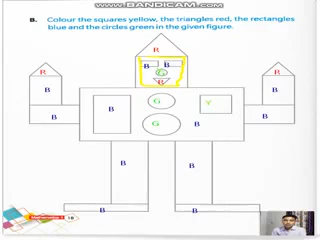 WWW.BANDICAM.COM
B. Colour the squares yellow, the triangles red, the rectangles
blue and the circles green in the given figure.
R
B B
G
R
R R
B B
G Y
B
B B
G B
B B
B B
18